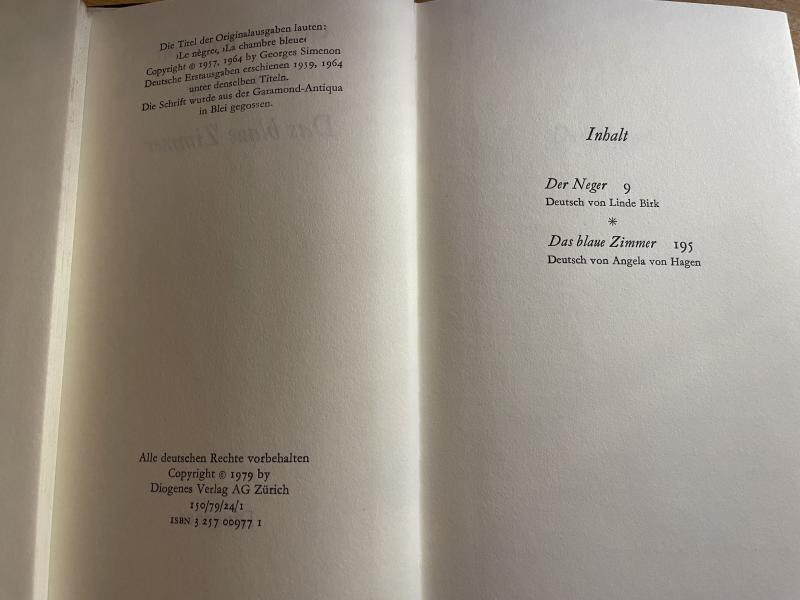 Die Titel der Originalausgaben lauten:
›Le nègre‹, ›La chambre bleue‹
Copyright © 1957, 1964 by Georges Simenon
Deutsche Erstausgaben erschienen 1959, 1964
unter denselben Titeln.
Die Schrift wurde aus der Garamond-Antiqua
in Blei gegossen.
Das blaue Zimmer
Alle deutschen Rechte vorbehalten
Copyright © 1979 by
Diogenes Verlag AG Zürich
150/79/24/1
ISBN 3 257 00977 1
Inhalt
Der Neger 9
Deutsch von Linde Birk
*
Das blaue Zimmer 195
Deutsch von Angela von Hagen